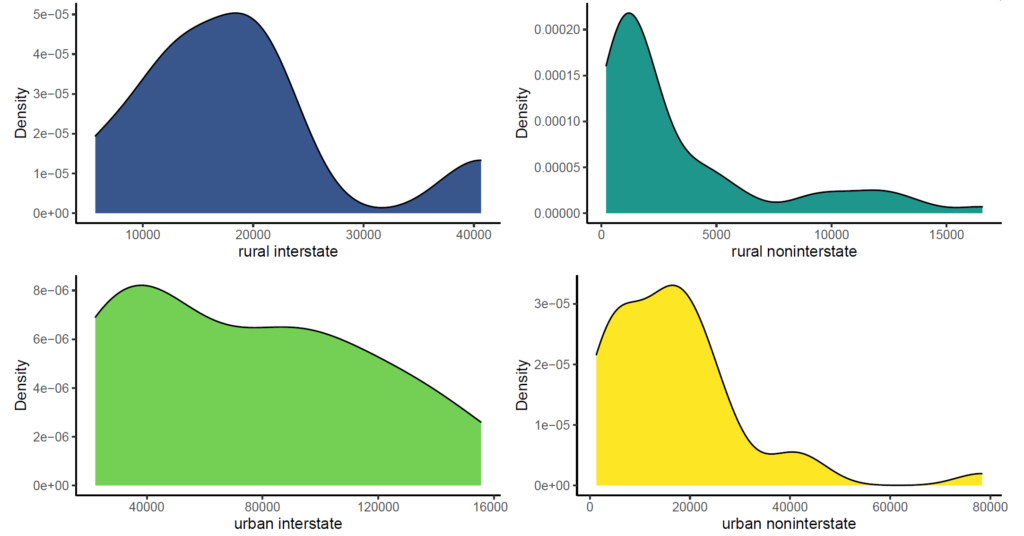 Density
5e−05
4e−05
3e−05
2e−05
1e−05
0e+00
10000 20000 30000 40000
rural interstate
Density
0.00020
0.00015
0.00010
0.00005
0.00000
0 5000 10000 15000
rural noninterstate
Density
8e−06
6e−06
4e−06
2e−06
0e+00
40000 80000 120000 160000
urban interstate
Density
3e−05
2e−05
1e−05
0e+00
0 20000 40000 60000 80000
urban noninterstate